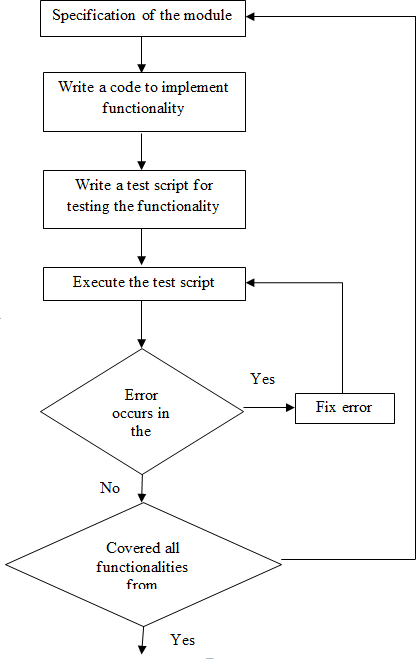 Specification of the module
Write a code to implement
functionality
Write a test script for
testing the functionality
Execute the test script
Error
occurs in
the
Yes
Fix error
No
Covered all
functionalities
from
Yes